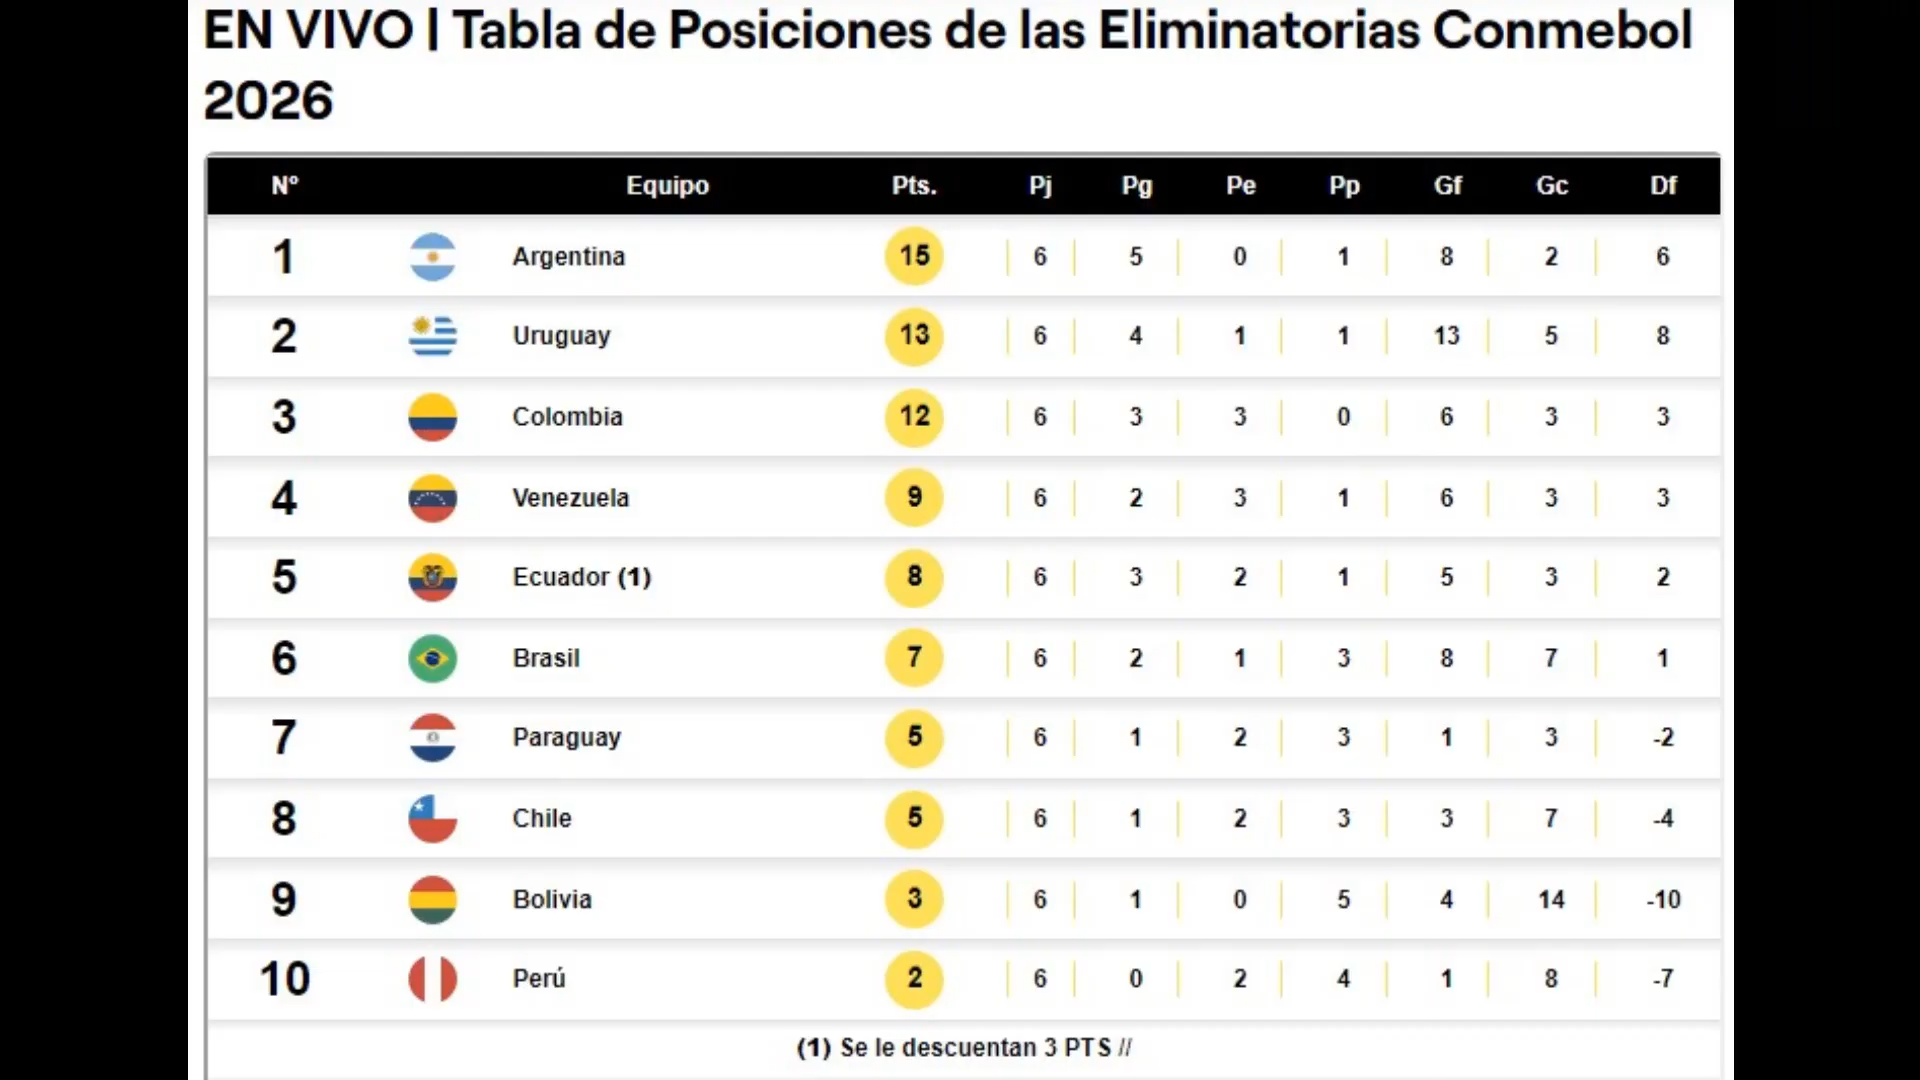 EN VIVO | Tabla de Posiciones de las Eliminatorias Conmebol
2026
Nº Equipo Pts. Pj Pg Pe Pp Gf Gc Df
1 Argentina 15 6 5 0 1 8 2 6
2 Uruguay 13 6 4 1 1 13 5 8
3 Colombia 12 6 3 3 0 6 3 3
4 Venezuela 9 6 2 3 1 6 3 3
5 Ecuador (1) 8 6 3 2 1 5 3 2
6 Brasil 7 6 2 1 3 8 7 1
7 Paraguay 5 6 1 2 3 1 3 -2
8 Chile 5 6 1 2 3 3 7 -4
9 Bolivia 3 6 1 0 5 4 14 -10
10 Perú 2 6 0 2 4 1 8 -7
(1) Se le descuentan 3 PTS //